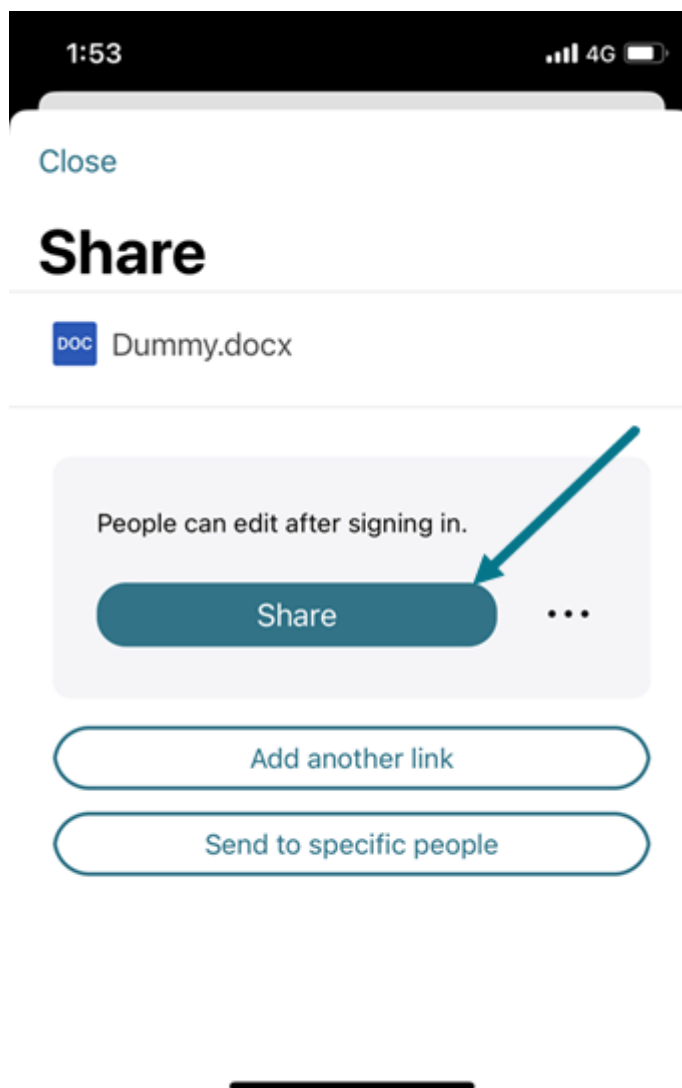 1:53 4G
Close
Share
DOC Dummy.docx
People can edit after signing in.
Share
Add another link
Send to specific people